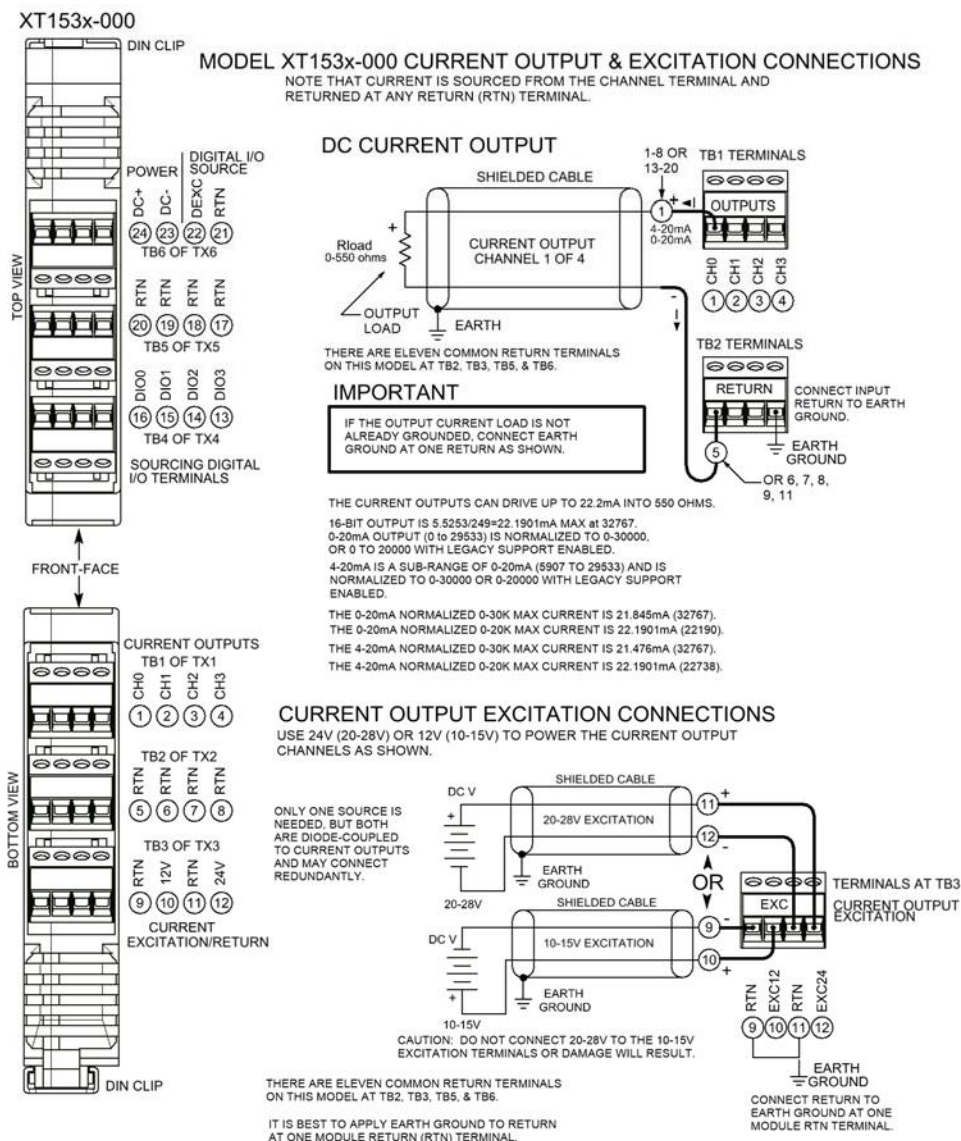 XT153x-000
DIN CLIP
MODEL XT153x-000 CURRENT OUTPUT & EXCITATION CONNECTIONS
NOTE THAT CURRENT IS SOURCED FROM THE CHANNEL TERMINAL AND
RETURNED AT ANY RETURN (RTN) TERMINAL.
TOP VIEW
POWER
DIGITAL I/O
SOURCE
DC+
DC-
DEXC
RTN
24 23 22 21
TB6 OF TX6
RTN
RTN
RTN
RTN
20 19 18 17
TB5 OF TX5
DIO0
DIO1
DIO2
DIO3
16 15 14 13
TB4 OF TX4
SOURCING DIGITAL
I/O TERMINALS
FRONT-FACE
DC CURRENT OUTPUT
SHIELDED CABLE
CURRENT OUTPUT
CHANNEL 1 OF 4
+
Rload
0-550 ohms
OUTPUT
LOAD
EARTH
1-8 OR
13-20
1
+
I
4-20mA
0-20mA
TB1 TERMINALS
OUTPUTS
CH0
CH1
CH2
CH3
1 2 3 4
-
I
TB2 TERMINALS
RETURN
CONNECT INPUT
RETURN TO EARTH
GROUND.
EARTH
GROUND
5
OR 6, 7, 8,
9, 11
THERE ARE ELEVEN COMMON RETURN TERMINALS
ON THIS MODEL AT TB2, TB3, TB5, & TB6.
IMPORTANT
IF THE OUTPUT CURRENT LOAD IS NOT
ALREADY GROUNDED, CONNECT EARTH
GROUND AT ONE RETURN AS SHOWN.
THE CURRENT OUTPUTS CAN DRIVE UP TO 22.2mA INTO 550 OHMS.
16-BIT OUTPUT IS 5.5253/249=22.1901mA MAX at 32767.
0-20mA OUTPUT (0 to 29533) IS NORMALIZED TO 0-30000,
OR 0 TO 20000 WITH LEGACY SUPPORT ENABLED.
4-20mA IS A SUB-RANGE OF 0-20mA (5907 TO 29533) AND IS
NORMALIZED TO 0-30000 OR 0-20000 WITH LEGACY SUPPORT
ENABLED.
THE 0-20mA NORMALIZED 0-30K MAX CURRENT IS 21.845mA (32767).
THE 0-20mA NORMALIZED 0-20K MAX CURRENT IS 22.1901mA (22190).
THE 4-20mA NORMALIZED 0-30K MAX CURRENT IS 21.476mA (32767).
THE 4-20mA NORMALIZED 0-20K MAX CURRENT IS 22.1901mA (22738).
BOTTOM VIEW
CURRENT OUTPUTS
TB1 OF TX1
CH0
CH1
CH2
CH3
1 2 3 4
TB2 OF TX2
RTN
RTN
RTN
RTN
5 6 7 8
TB3 OF TX3
RTN
12V
RTN
24V
9 10 11 12
CURRENT
EXCITATION/RETURN
DIN CLIP
CURRENT OUTPUT EXCITATION CONNECTIONS
USE 24V (20-28V) OR 12V (10-15V) TO POWER THE CURRENT OUTPUT
CHANNELS AS SHOWN.
ONLY ONE SOURCE IS
NEEDED, BUT BOTH
ARE DIODE-COUPLED
TO CURRENT OUTPUTS
AND MAY CONNECT
REDUNDANTLY.
DC V
+
20-28V
SHIELDED CABLE
20-28V EXCITATION
EARTH
GROUND
11
+
12
-
OR
DC V
+
10-15V
SHIELDED CABLE
10-15V EXCITATION
EARTH
GROUND
9
-
10
+
EXC
TERMINALS AT TB3
CURRENT OUTPUT
EXCITATION
RTN
EXC12
RTN
EXC24
9 10 11 12
EARTH
GROUND
CONNECT RETURN TO
EARTH GROUND AT ONE
MODULE RTN TERMINAL.
CAUTION: DO NOT CONNECT 20-28V TO THE 10-15V
EXCITATION TERMINALS OR DAMAGE WILL RESULT.
THERE ARE ELEVEN COMMON RETURN TERMINALS
ON THIS MODEL AT TB2, TB3, TB5, & TB6.
IT IS BEST TO APPLY EARTH GROUND TO RETURN
AT ONE MODULE RETURN (RTN) TERMINAL.